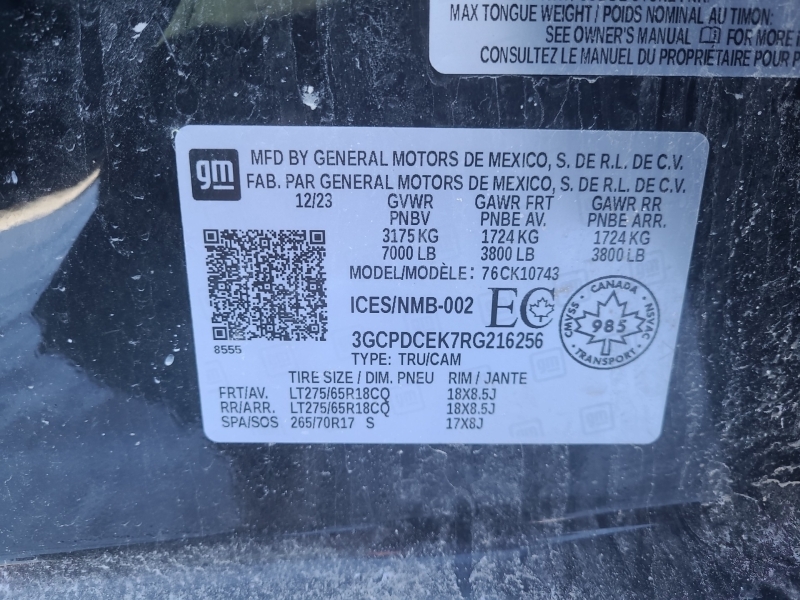 MAX TONGUE WEIGHT / POIDS NOMINAL AU TIMON:
SEE OWNER'S MANUAL FOR MORE
CONSULTEZ LE MANUEL DU PROPRIÉTAIRE POUR
gm
MFD BY GENERAL MOTORS DE MEXICO, S. DE R.L. DE C.V.
FAB. PAR GENERAL MOTORS DE MEXICO, S. DE R.L. DE C.V.
12/23 GVWR GAWR FRT GAWR RR
PNBV PNBE AV. PNBE ARR.
3175 KG 1724 KG 1724 KG
7000 LB 3800 LB 3800 LB
MODEL/MODÈLE: 76CK10743
ICES/NMB-002 EC
CANADA
CMVSS 985 NSVAC
TRANSPORT
3GCPDCEK7RG216256
8555
TYPE: TRU/CAM
TIRE SIZE / DIM. PNEU RIM / JANTE
FRT/AV. LT275/65R18CQ 18X8.5J
RR/ARR. LT275/65R18CQ 18X8.5J
SPA/SOS 265/70R17 S 17X8J